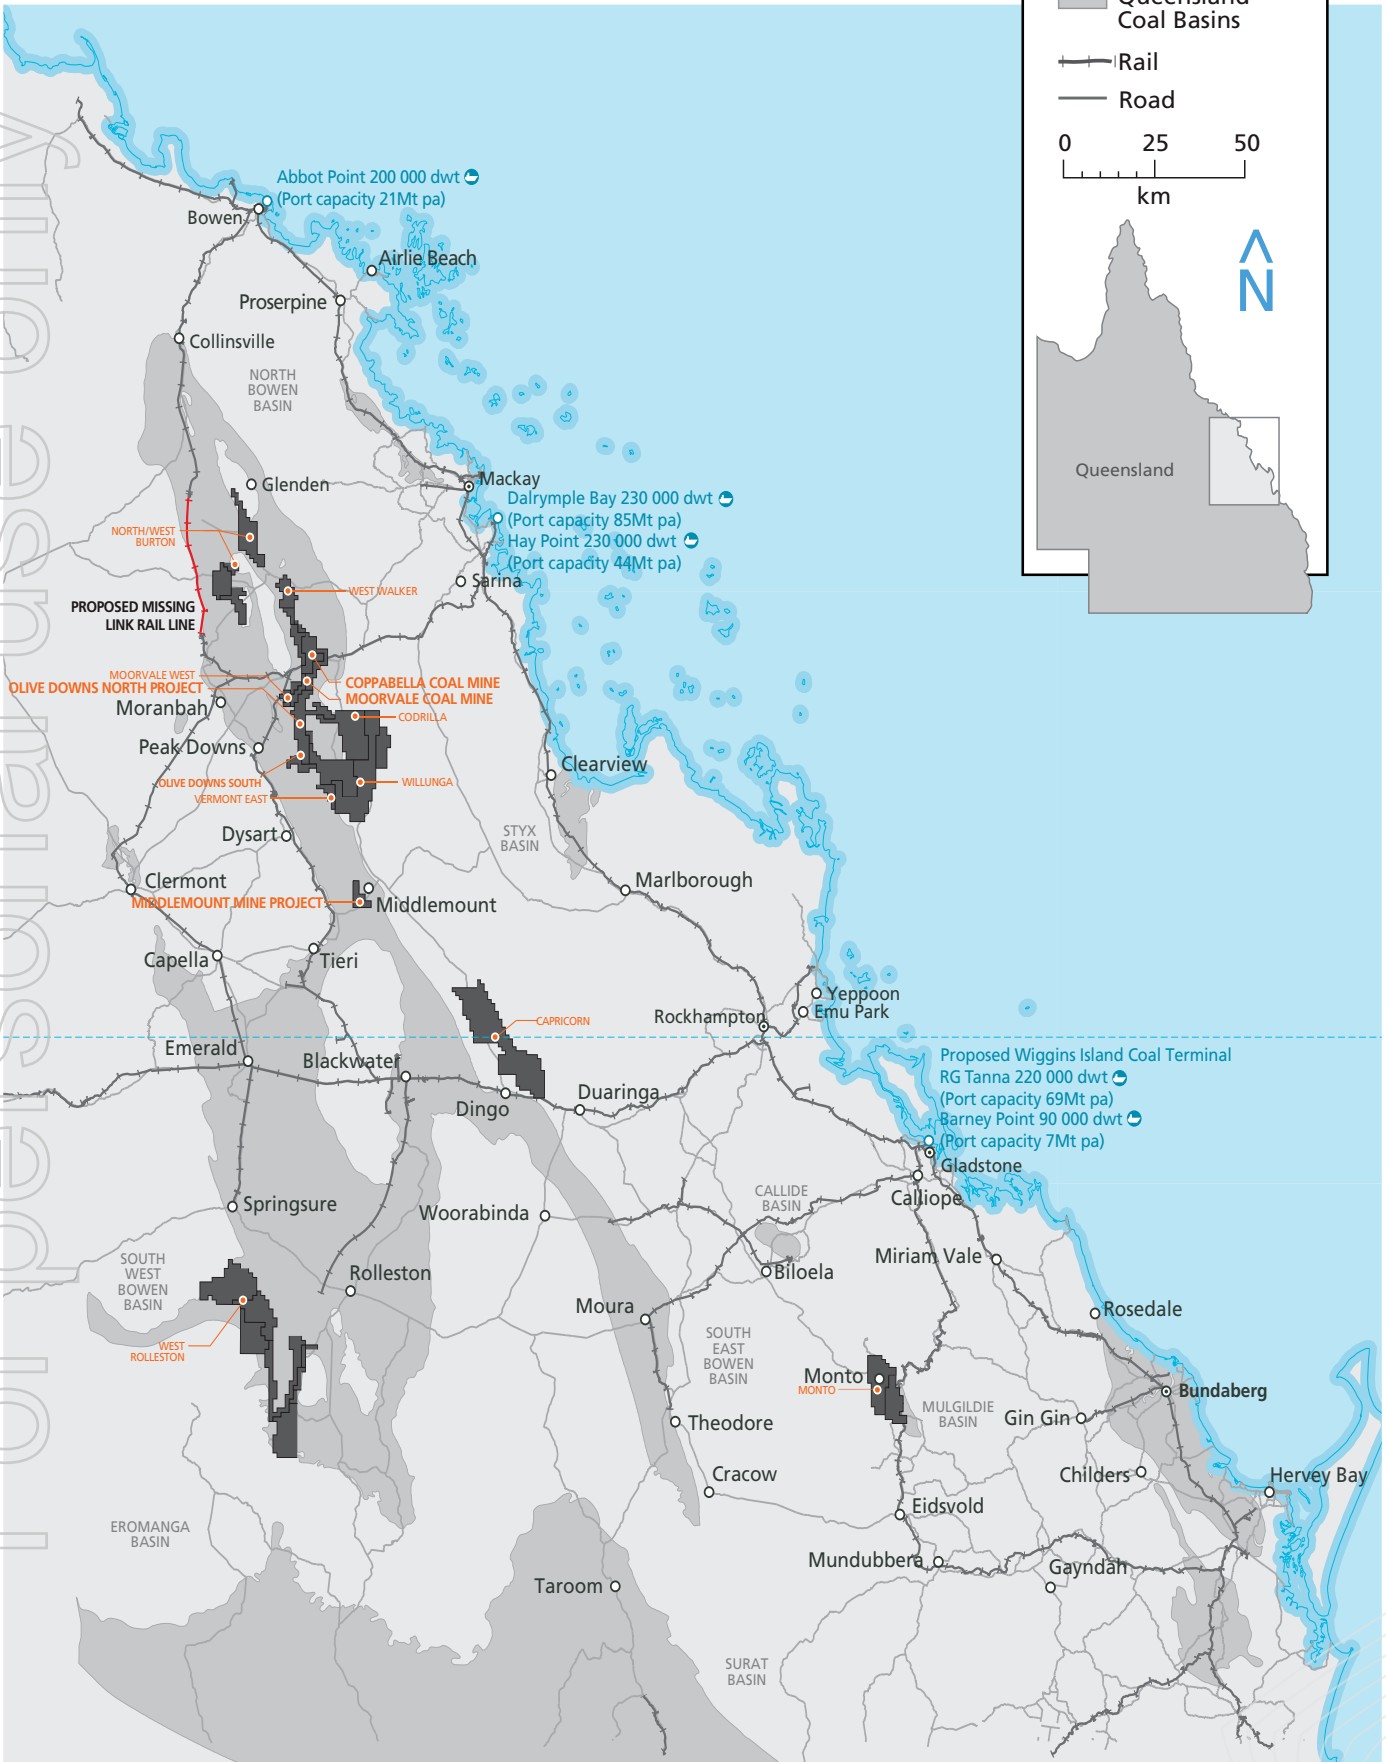 Queensland
Coal Basins
Rail
Road
0 25 50
km
N
Queensland
Abbot Point 200 000 dwt
(Port capacity 21Mt pa)
Bowen
Airlie Beach
Proserpine
Collinsville
NORTH
BOWEN
BASIN
Glenden
Mackay
Dalrymple Bay 230 000 dwt
(Port capacity 85Mt pa)
Hay Point 230 000 dwt
(Port capacity 44Mt pa)
NORTH/WEST
BURTON
Sarina
WEST WALKER
PROPOSED MISSING
LINK RAIL LINE
MOORVALE WEST
OLIVE DOWNS NORTH PROJECT
COPPABELLA COAL MINE
MOORVALE COAL MINE
Moranbah
CODRILLA
Peak Downs
Clearview
OLIVE DOWNS SOUTH
WILLUNGA
VERMONT EAST
Dysart
STYX
BASIN
Clermont
Marlborough
MIDDLEMOUNT MINE PROJECT
Middlemount
Capella
Tieri
Yeppoon
Emu Park
Rockhampton
CAPRICORN
Emerald
Blackwater
Proposed Wiggins Island Coal Terminal
RG Tanna 220 000 dwt
(Port capacity 69Mt pa)
Barney Point 90 000 dwt
(Port capacity 7Mt pa)
Dingo
Duaringa
Gladstone
Calliope
Springsure
Woorabinda
CALLIDE
BASIN
Miriam Vale
SOUTH
WEST
BOWEN
BASIN
Rolleston
Biloela
Moura
Rosedale
WEST
ROLLESTON
SOUTH
EAST
BOWEN
BASIN
Monto
MONTO
Bundaberg
MULGILDIE
BASIN
Gin Gin
Theodore
Cracow
Childers
Hervey Bay
Eidsvold
EROMANGA
BASIN
Mundubbera
Gayndah
Taroom
SURAT
BASIN
For personal use only